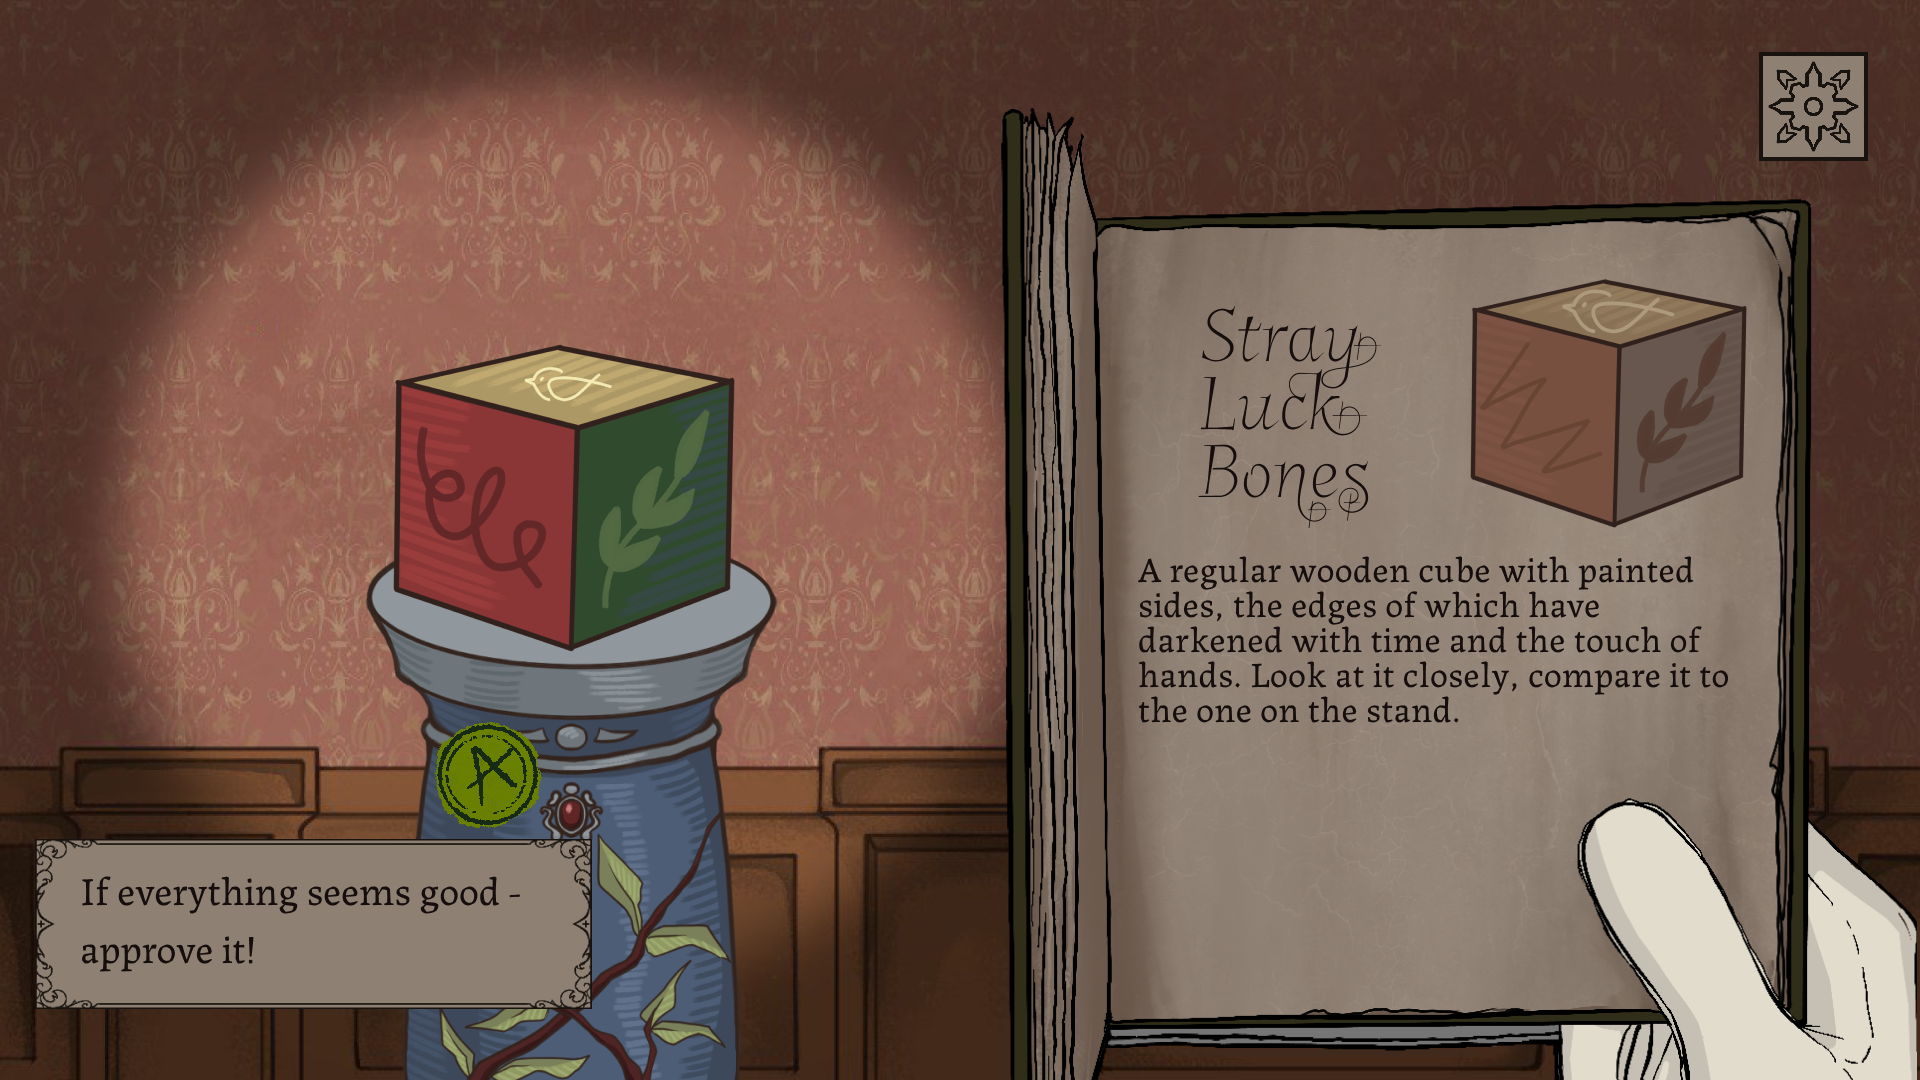 Stray
Luck
Bones
A regular wooden cube with painted
sides, the edges of which have
darkened with time and the touch of
hands. Look at it closely, compare it to
the one on the stand.
If everything seems good -
approve it!